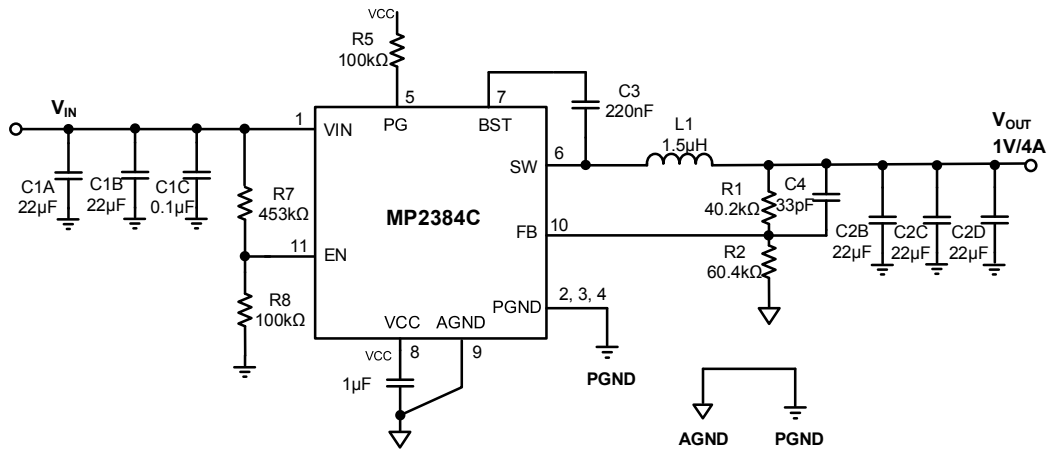 VCC
R5
100kΩ
5
7
C3
220nF
VIN
1
VIN
PG
BST
L1
1.5µH
VOUT
1V/4A
6
SW
C1A
22µF
C1B
22µF
C1C
0.1µF
R7
453kΩ
MP2384C
R1
40.2kΩ
C4
33pF
FB
10
C2B
22µF
C2C
22µF
C2D
22µF
11
EN
R2
60.4kΩ
R8
100kΩ
PGND
2, 3, 4
VCC
AGND
VCC
8
9
1µF
PGND
AGND
PGND